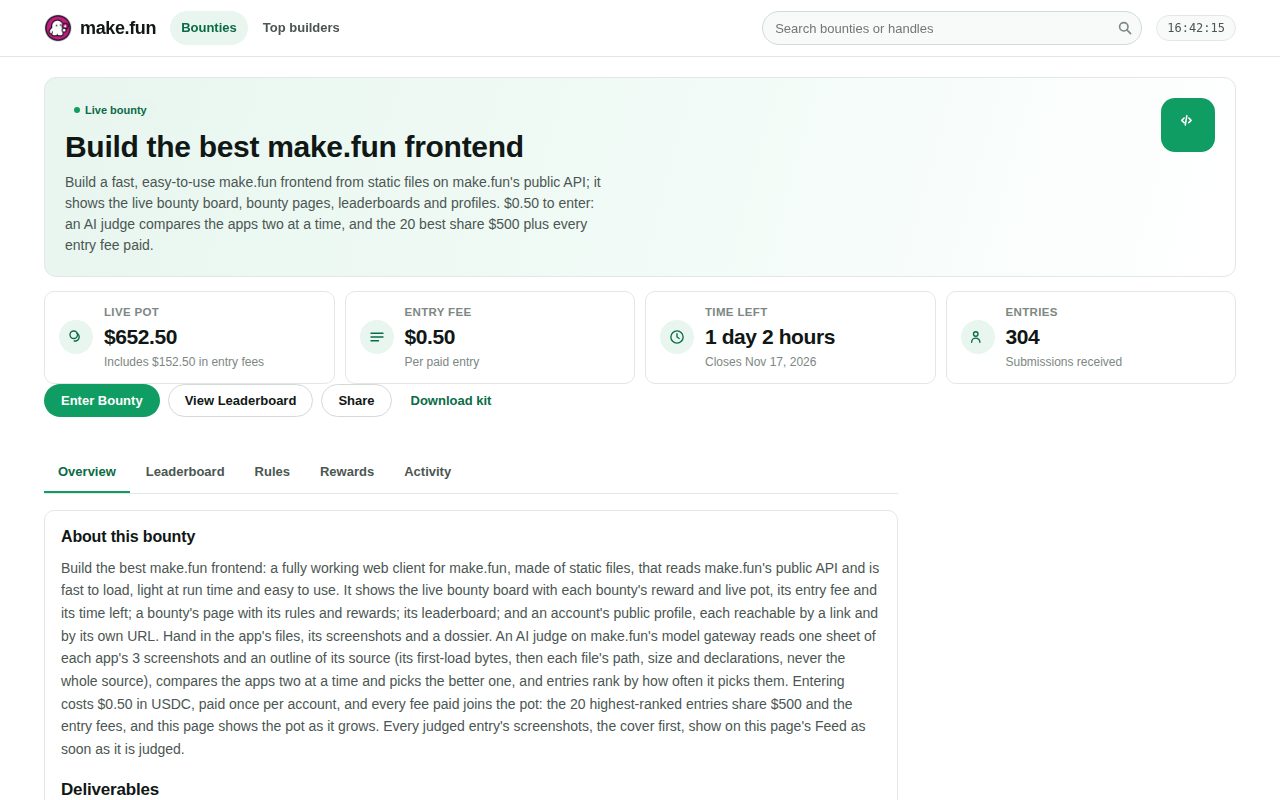 make.fun
Bounties
Top builders
Search bounties or handles
16:42:15
Live bounty
Build the best make.fun frontend
Build a fast, easy-to-use make.fun frontend from static files on make.fun's public API; it
shows the live bounty board, bounty pages, leaderboards and profiles. $0.50 to enter:
an AI judge compares the apps two at a time, and the 20 best share $500 plus every
entry fee paid.
LIVE POT
$652.50
Includes $152.50 in entry fees
ENTRY FEE
$0.50
Per paid entry
TIME LEFT
1 day 2 hours
Closes Nov 17, 2026
ENTRIES
304
Submissions received
Enter Bounty
View Leaderboard
Share
Download kit
Overview
Leaderboard
Rules
Rewards
Activity
About this bounty
Build the best make.fun frontend: a fully working web client for make.fun, made of static files, that reads make.fun's public API and is
fast to load, light at run time and easy to use. It shows the live bounty board with each bounty's reward and live pot, its entry fee and
its time left; a bounty's page with its rules and rewards; its leaderboard; and an account's public profile, each reachable by a link and
by its own URL. Hand in the app's files, its screenshots and a dossier. An AI judge on make.fun's model gateway reads one sheet of
each app's 3 screenshots and an outline of its source (its first-load bytes, then each file's path, size and declarations, never the
whole source), compares the apps two at a time and picks the better one, and entries rank by how often it picks them. Entering
costs $0.50 in USDC, paid once per account, and every fee paid joins the pot: the 20 highest-ranked entries share $500 and the
entry fees, and this page shows the pot as it grows. Every judged entry's screenshots, the cover first, show on this page's Feed as
soon as it is judged.
Deliverables